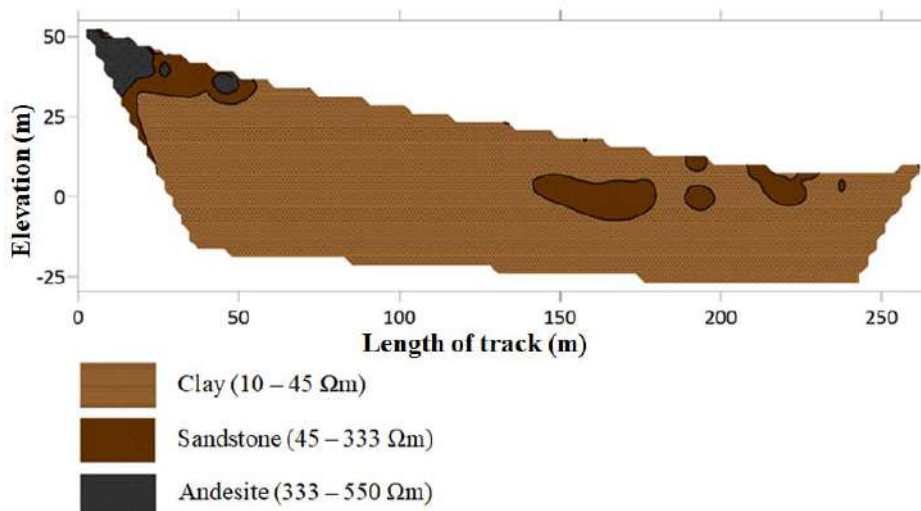 50
25
0
-25
Elevation (m)
0 50 100 150 200 250
Length of track (m)
Clay (10 – 45 Ωm)
Sandstone (45 – 333 Ωm)
Andesite (333 – 550 Ωm)